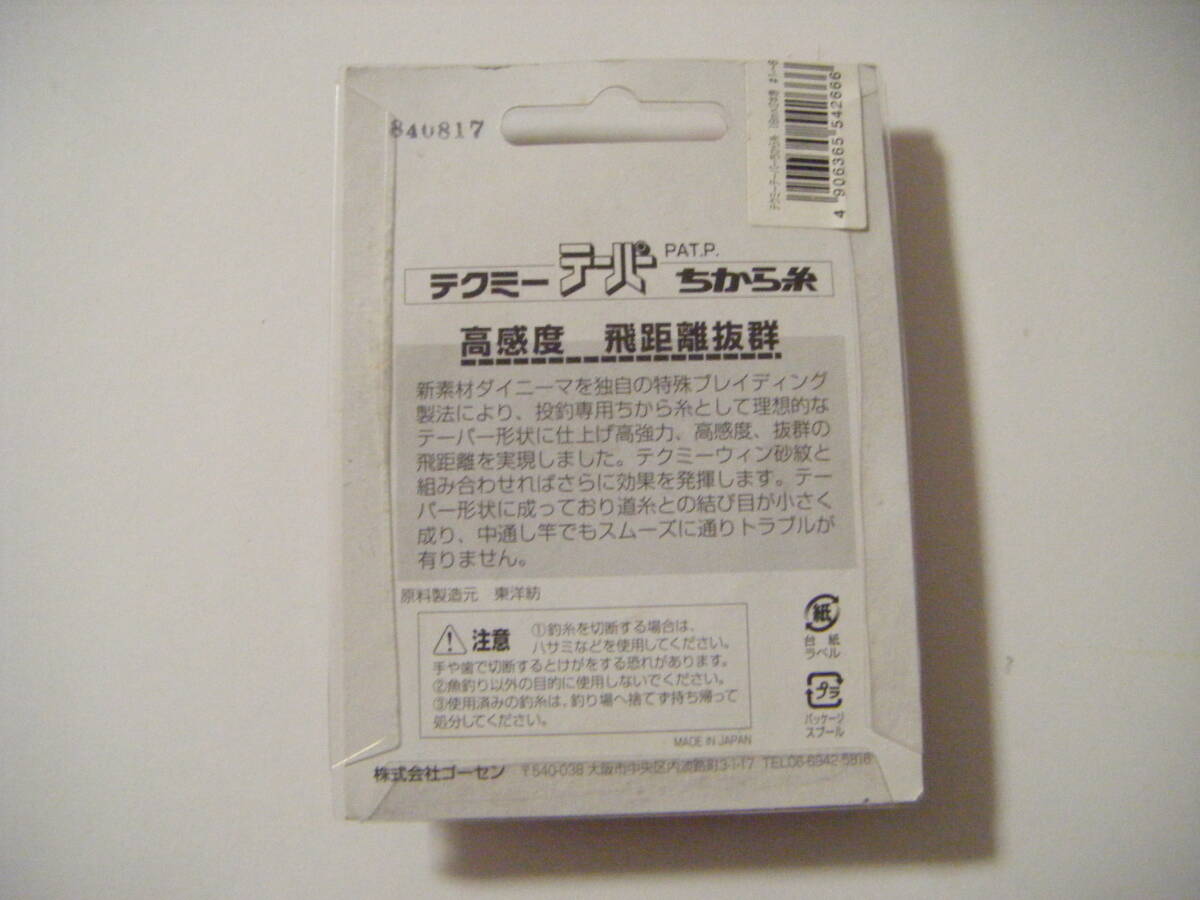 840817
4 906365 542666
テクミー テーパー PAT.P. ちから糸
高感度 飛距離抜群
新素材ダイニーマを独自の特殊ブレイディング
製法により、投釣専用ちから糸として理想的な
テーパー形状に仕上げ高強力、高感度、抜群の
飛距離を実現しました。テクミーウィン砂紋と
組み合わせればさらに効果を発揮します。テー
パー形状に成っており道糸との結び目が小さく
成り、中通し竿でもスムーズに通りトラブルが
有りません。
原料製造元 東洋紡
注意 ①釣糸を切断する場合は、
ハサミなどを使用してください。
手や歯で切断するとけがをする恐れがあります。
②魚釣り以外の目的に使用しないでください。
③使用済みの釣糸は、釣り場へ捨てず持ち帰って
処分してください。
紙
台紙
ラベル
プラ
パッケージ
スプール
MADE IN JAPAN
株式会社ゴーセン 〒540-038 大阪市中央区内淡路町3-1-17 TEL06-6942-5816